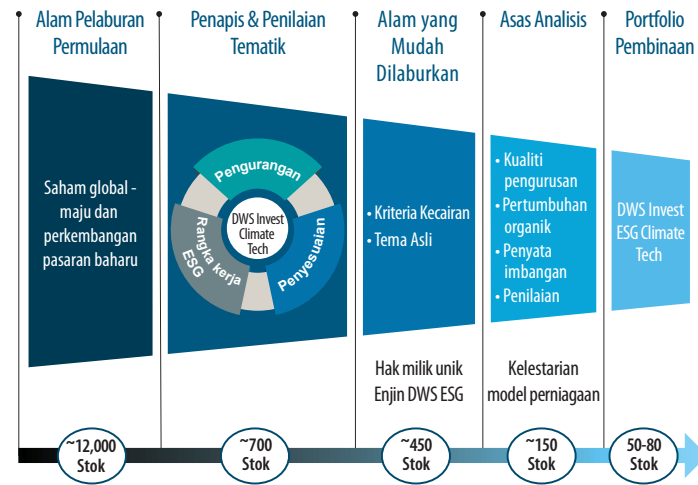 Alam Pelaburan
Permulaan
Saham global -
maju dan
perkembangan
pasaran baharu
~12,000
Stok
Penapis & Penilaian
Tematik
Pengurangan
Penyesuaian
Rangka kerja
ESG
DWS Invest
Climate
Tech
~700
Stok
Alam yang
Mudah
Dilaburkan
• Kriteria Kecairan
• Tema Asli
Hak milik unik
Enjin DWS ESG
~450
Stok
Asas Analisis
• Kualiti
pengurusan
• Pertumbuhan
organik
• Penyata
imbangan
• Penilaian
Kelestarian
model perniagaan
~150
Stok
Portfolio
Pembinaan
DWS Invest
ESG Climate
Tech
50-80
Stok